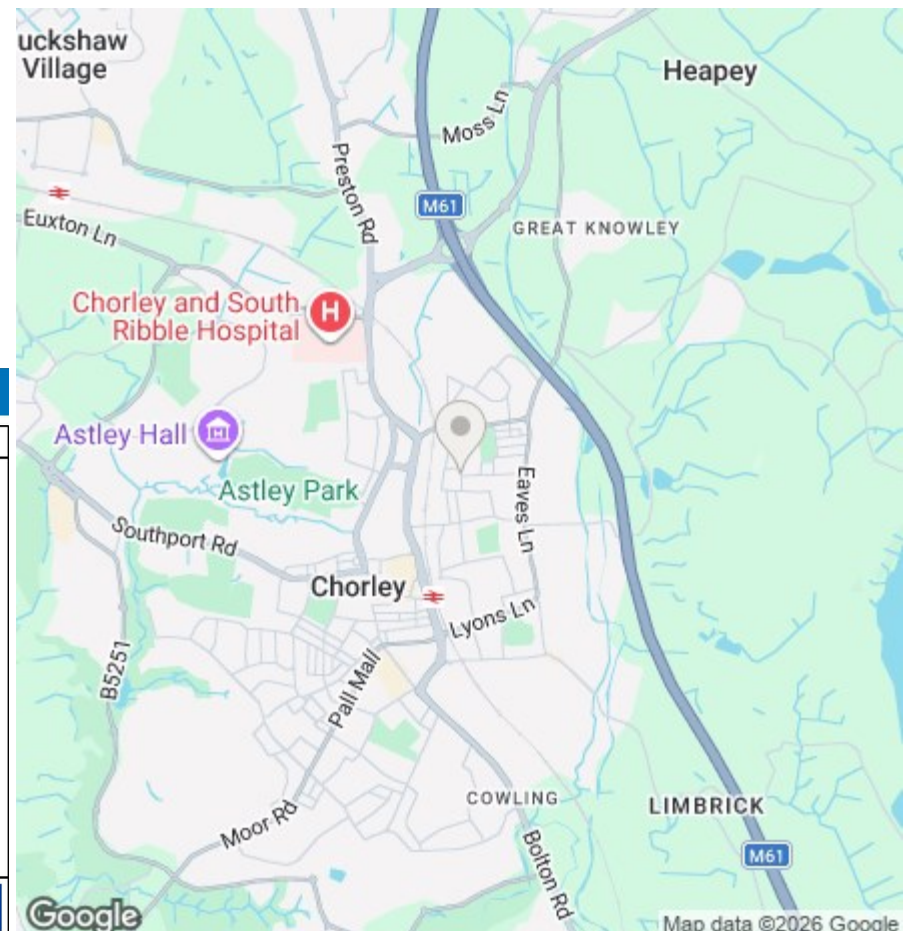 uckshaw
Village
Heapey
Moss Ln
Preston Rd
M61
Euxton Ln
GREAT KNOWLEY
Chorley and South
Ribble Hospital
H
Astley Hall
Astley Park
Eaves Ln
Southport Rd
Chorley
Lyons Ln
B5251
Pall Mall
COWLING
LIMBRICK
Moor Rd
Bolton Rd
M61
Google
Map data ©2026 Google